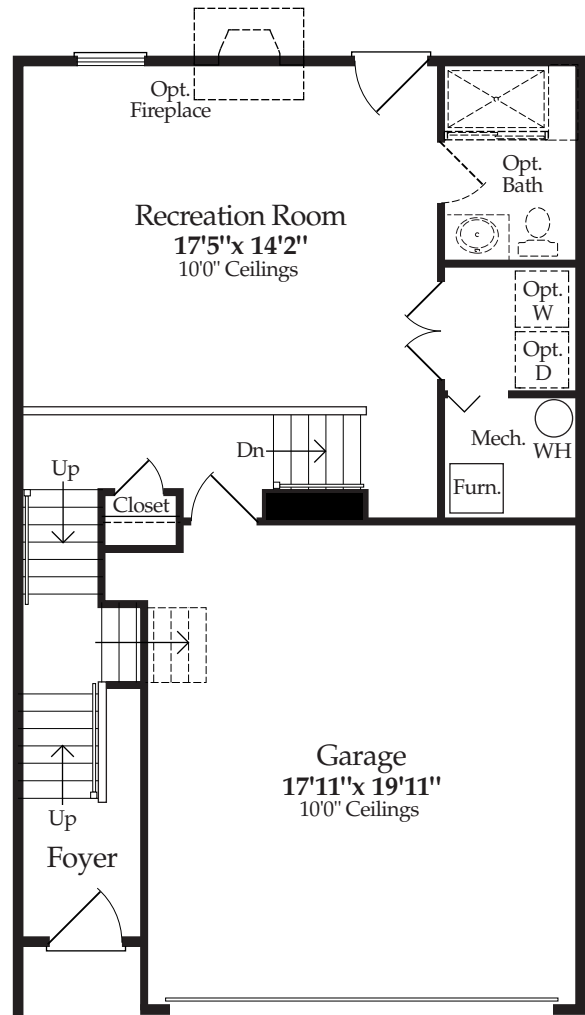 Opt.
Fireplace
Opt.
Bath
Recreation Room
17'5"x 14'2"
10'0" Ceilings
Opt.
W
Opt.
D
Dn
Mech.
WH
Up
Closet
Furn.
Garage
17'11"x 19'11"
10'0" Ceilings
Up
Foyer